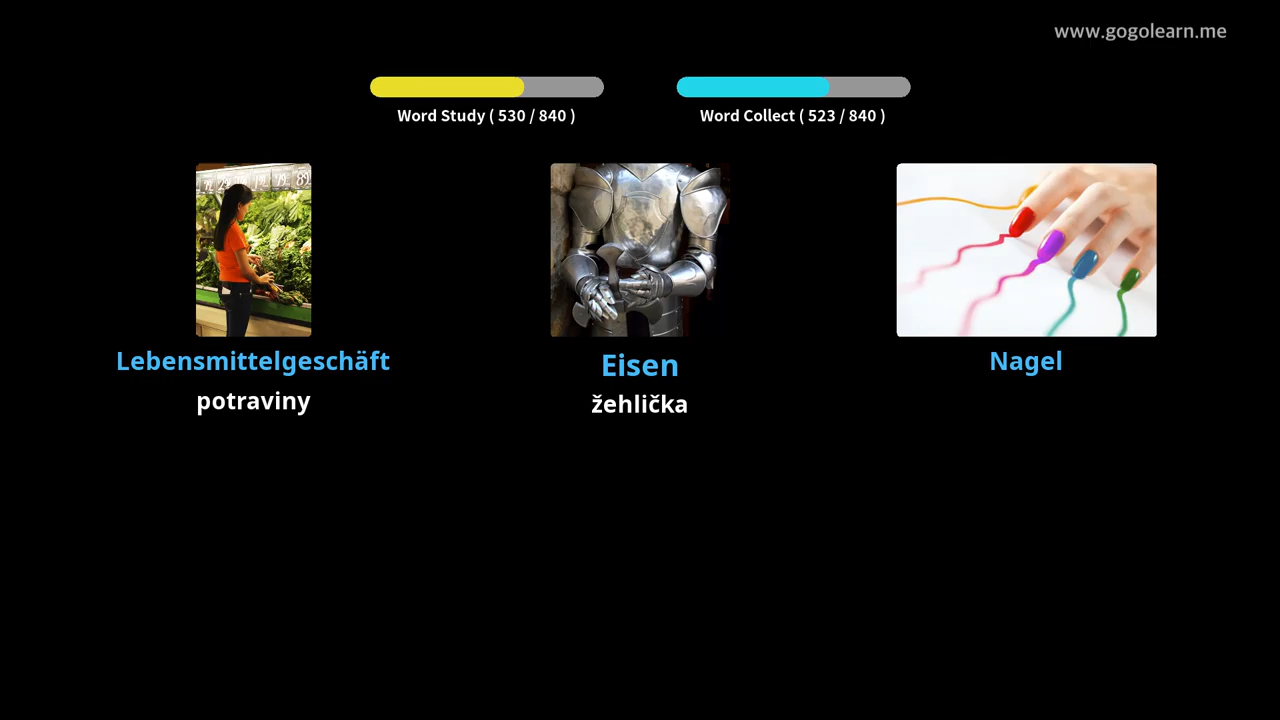 www.gogolearn.me
Word Study ( 530 / 840 )
Word Collect ( 523 / 840 )
Lebensmittelgeschäft
potraviny
Eisen
žehlička
Nagel